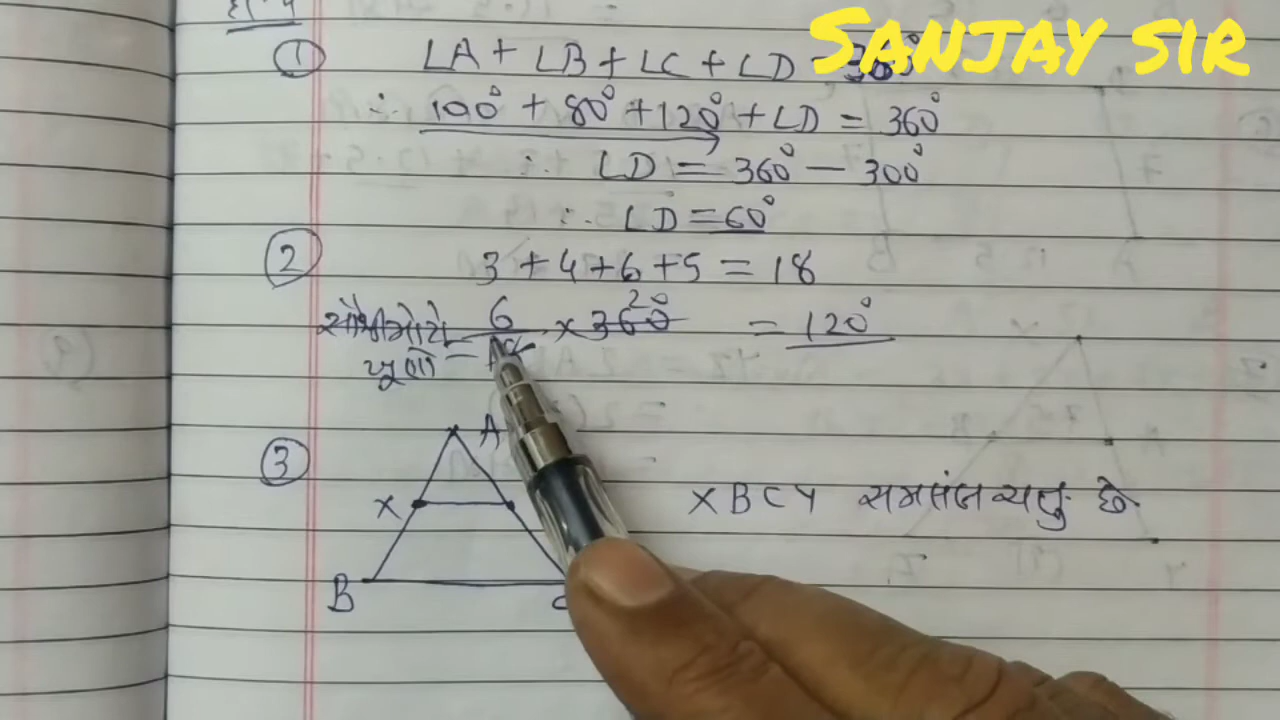 SANJAY SIR
① ∠A + ∠B + ∠C + ∠D = 360°
∴ 100° + 80° + 120° + ∠D = 360°
∴ ∠D = 360° − 300°
∴ ∠D = 60°
② 3 + 4 + 6 + 5 = 18
20
સૌથી મોટો 6 × 360° = 120°
ખૂણો = 18
③ A
X XBCY સમલંબ ચતુ. છે.
B C